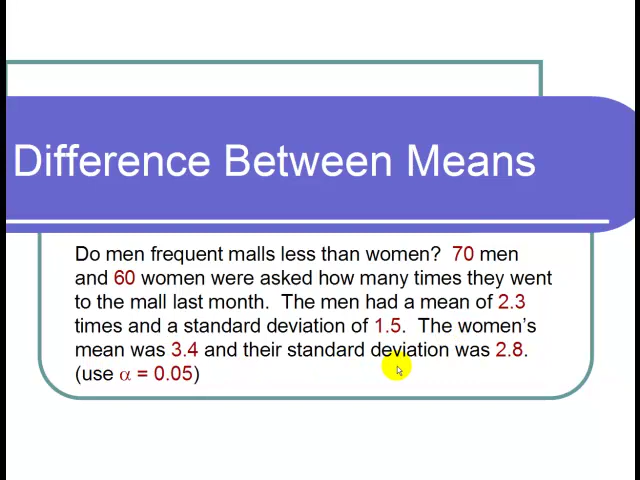 Difference Between Means
Do men frequent malls less than women?  70 men
and 60 women were asked how many times they went
to the mall last month.  The men had a mean of 2.3
times and a standard deviation of 1.5.  The women's
mean was 3.4 and their standard deviation was 2.8.
(use α = 0.05)